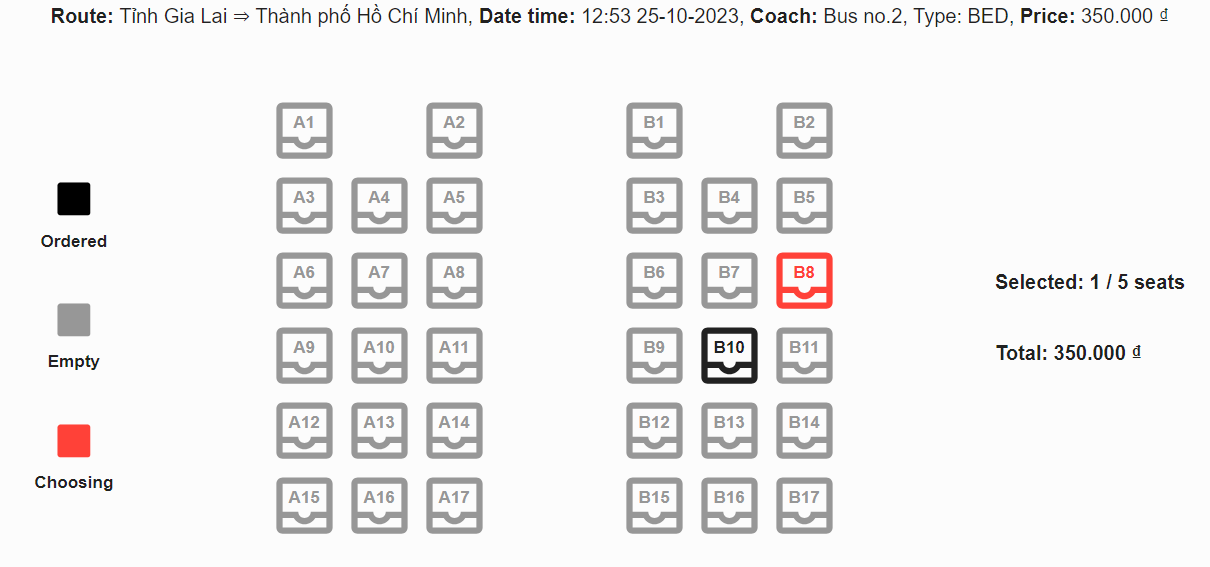 Route: Tỉnh Gia Lai ⇒ Thành phố Hồ Chí Minh, Date time: 12:53 25-10-2023, Coach: Bus no.2, Type: BED, Price: 350.000 ₫
A1 A2 B1 B2
A3 A4 A5 B3 B4 B5
Ordered
A6 A7 A8 B6 B7 B8
Selected: 1 / 5 seats
A9 A10 A11 B9 B10 B11
Total: 350.000 ₫
Empty
A12 A13 A14 B12 B13 B14
Choosing
A15 A16 A17 B15 B16 B17